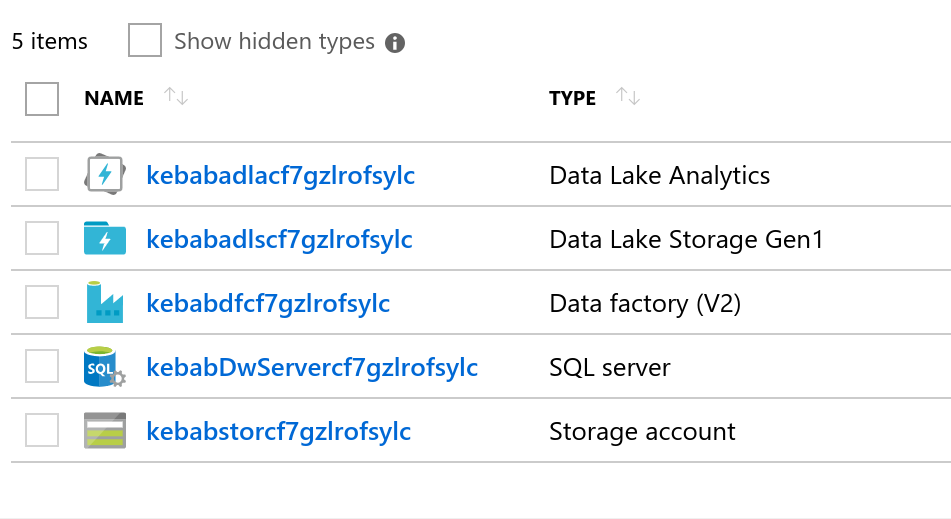 5 items Show hidden types
NAME TYPE
kebabadlacf7gzlrofsylc Data Lake Analytics
kebabadlscf7gzlrofsylc Data Lake Storage Gen1
kebabdfcf7gzlrofsylc Data factory (V2)
SQL kebabDwServercf7gzlrofsylc SQL server
kebabstorcf7gzlrofsylc Storage account